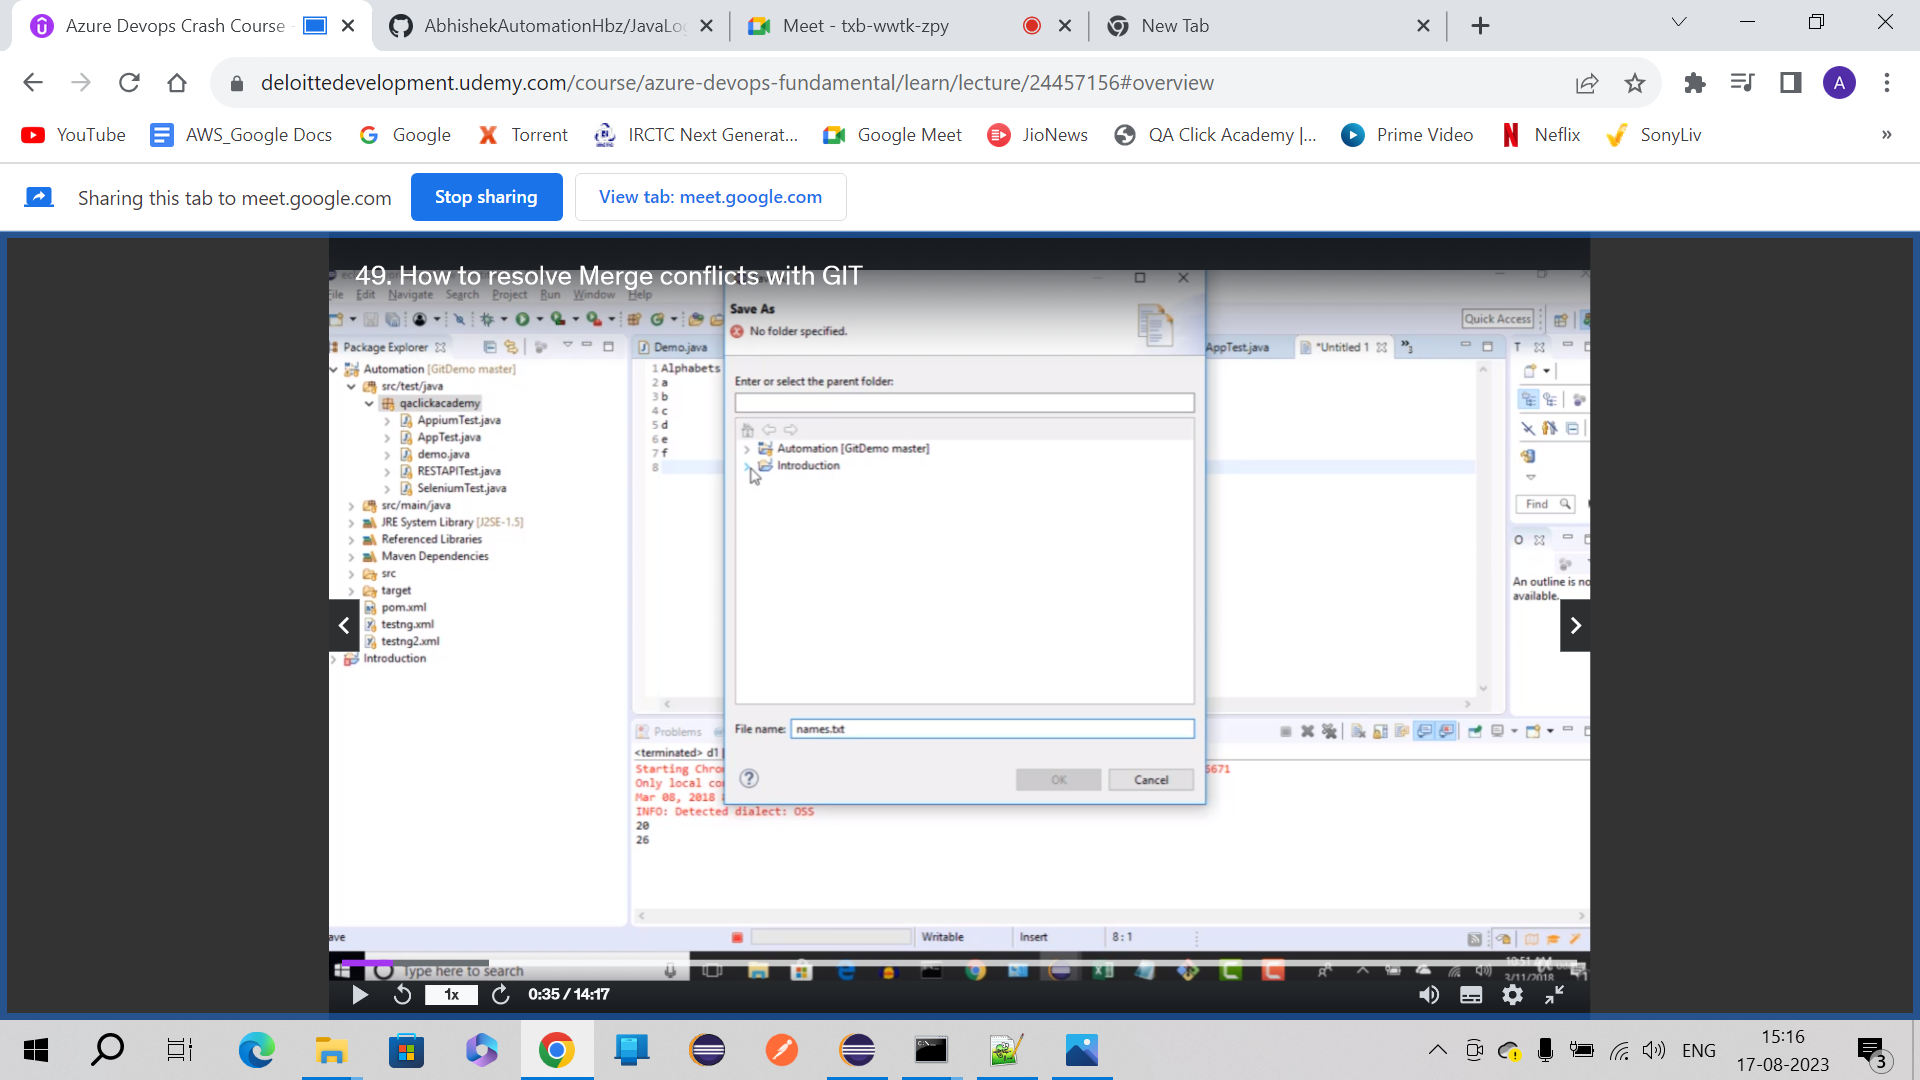 Azure Devops Crash Course
AbhishekAutomationHbz/JavaLo
Meet - txb-wwtk-zpy
New Tab
deloittedevelopment.udemy.com/course/azure-devops-fundamental/learn/lecture/24457156#overview
A
YouTube
AWS_Google Docs
Google
Torrent
IRCTC Next Generat...
Google Meet
JioNews
QA Click Academy |...
Prime Video
Neflix
SonyLiv
»
Sharing this tab to meet.google.com
Stop sharing
View tab: meet.google.com
49. How to resolve Merge conflicts with GIT
File Edit Navigate Search Project Run Window Help
Quick Access
Package Explorer
Automation [GitDemo master]
src/test/java
qaclickacademy
AppiumTest.java
AppTest.java
demo.java
RESTAPITest.java
SeleniumTest.java
src/main/java
JRE System Library [J2SE-1.5]
Referenced Libraries
Maven Dependencies
src
target
pom.xml
testng.xml
testng2.xml
Introduction
Demo.java
AppTest.java
*Untitled 1
»3
1 Alphabets
2 a
3 b
4 c
5 d
6 e
7 f
8
Save As
No folder specified.
Enter or select the parent folder:
Automation [GitDemo master]
Introduction
File name: names.txt
OK
Cancel
T
Find
O
An outline is no
available.
Problems
<terminated> d1
Starting Chro
5671
Only local co
Mar 08, 2018
INFO: Detected dialect: OSS
20
26
ave
Writable
Insert
8 : 1
Type here to search
10:51 AM
3/11/2018
1x
0:35 / 14:17
ENG
15:16
17-08-2023
3